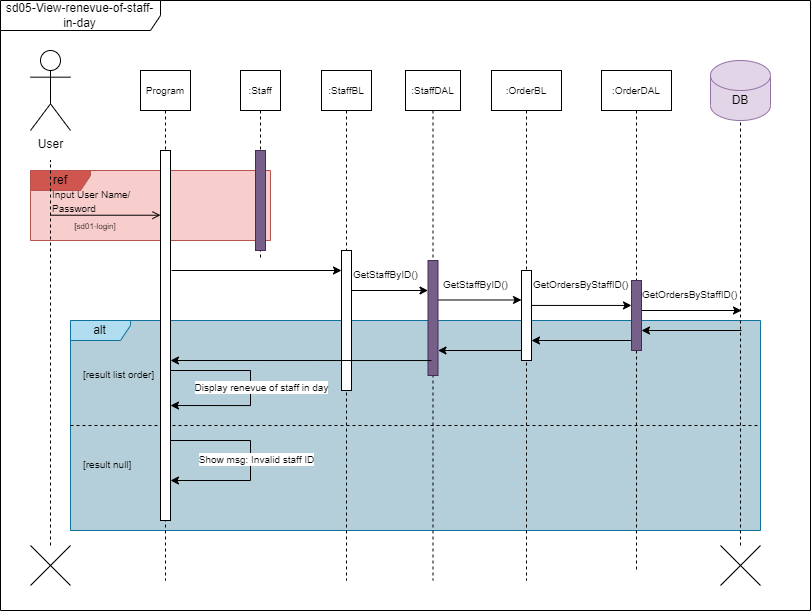 sd05-View-renevue-of-staff-
in-day
User
Program
:Staff
:StaffBL
:StaffDAL
:OrderBL
:OrderDAL
DB
ref
Input User Name/
Password
[sd01-login]
GetStaffByID()
GetStaffByID()
GetOrdersByStaffID()
GetOrdersByStaffID()
alt
[result list order]
Display renevue of staff in day
[result null]
Show msg: Invalid staff ID